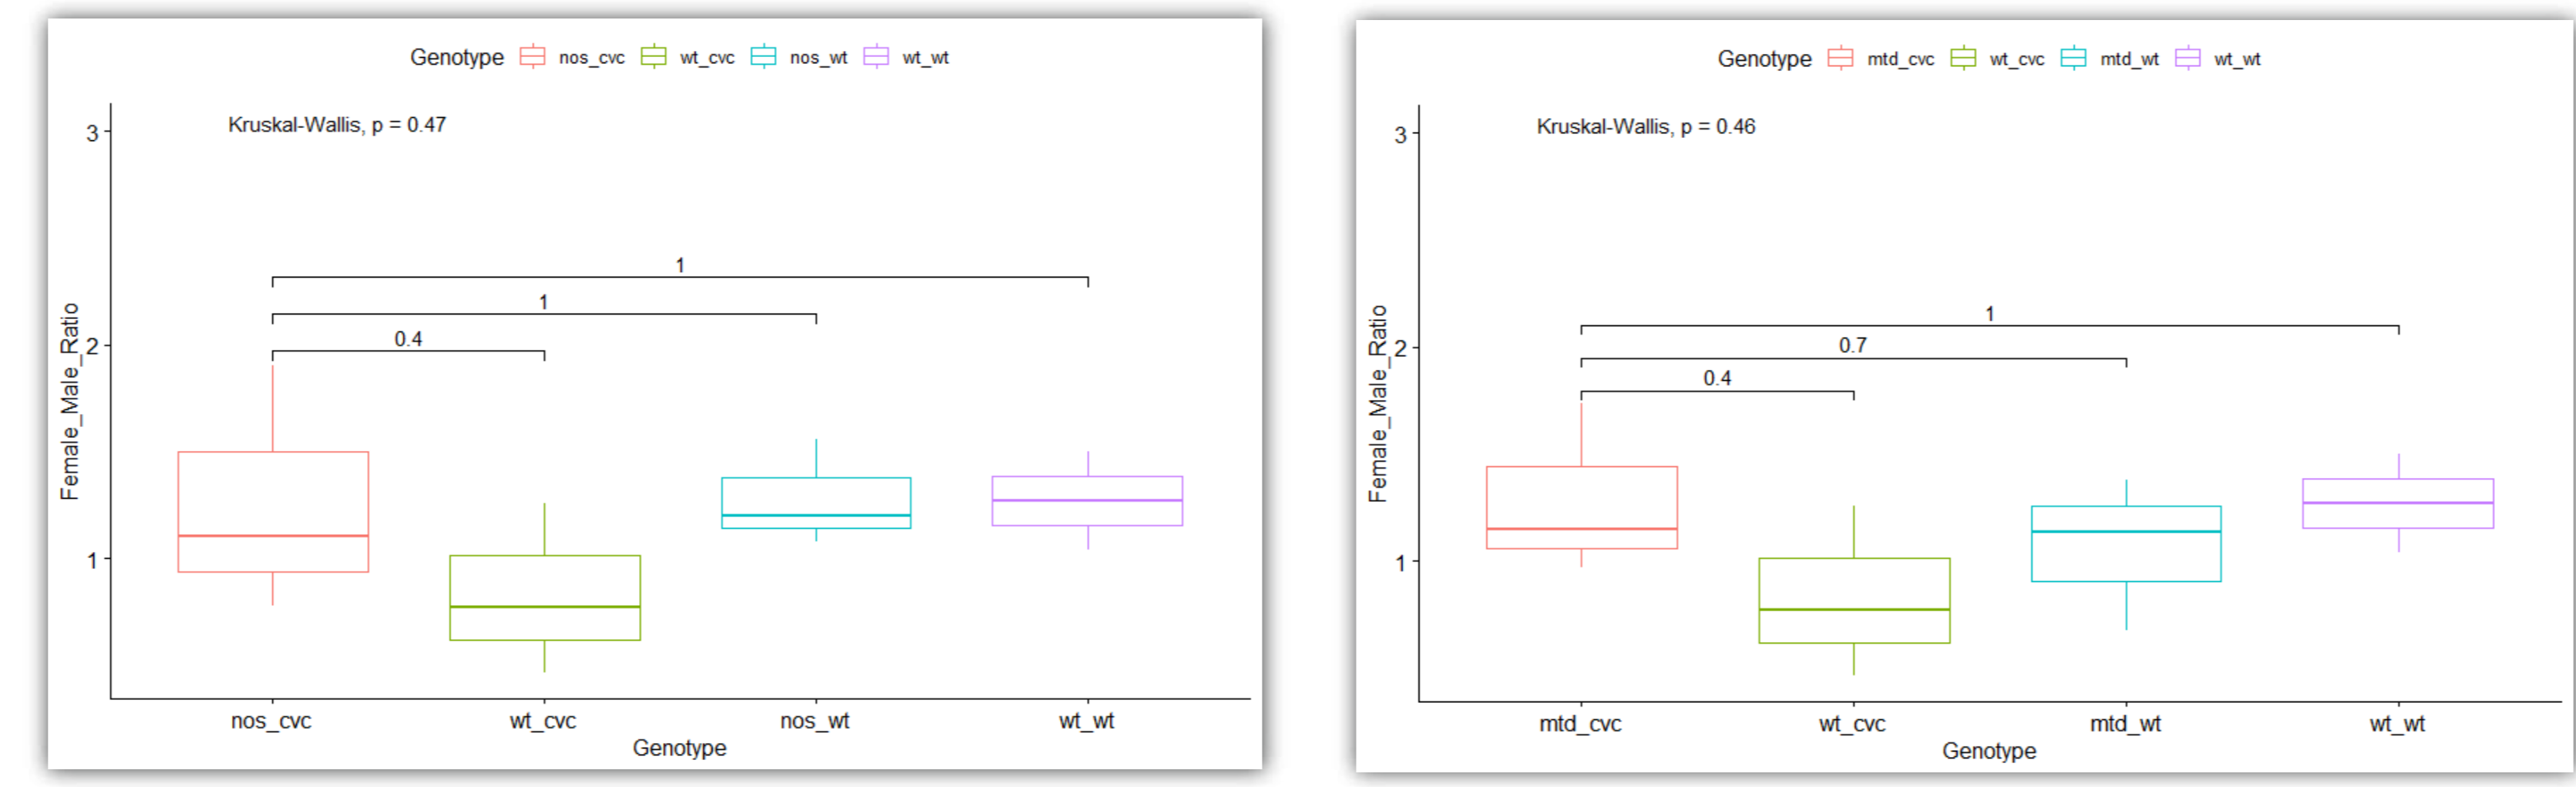 Genotype nos_cvc wt_cvc nos_wt wt_wt
Kruskal-Wallis, p = 0.47
3
2
1
Female_Male_Ratio
1
1
0.4
nos_cvc wt_cvc nos_wt wt_wt
Genotype
Genotype mtd_cvc wt_cvc mtd_wt wt_wt
Kruskal-Wallis, p = 0.46
3
2
1
Female_Male_Ratio
1
0.7
0.4
mtd_cvc wt_cvc mtd_wt wt_wt
Genotype